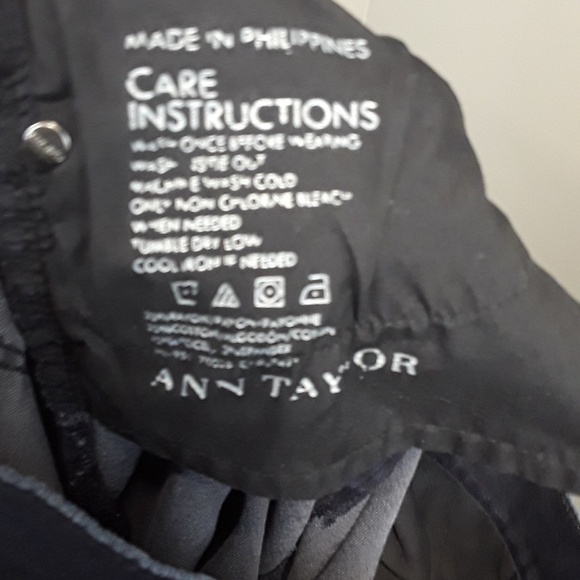 MADE IN PHILIPPINES
CARE
INSTRUCTIONS
WASH ONCE BEFORE WEARING
WASH INSIDE OUT
MACHINE WASH COLD
ONLY NON CHLORINE BLEACH
WHEN NEEDED
TUMBLE DRY LOW
COOL IRON IF NEEDED
ANN TAYLOR